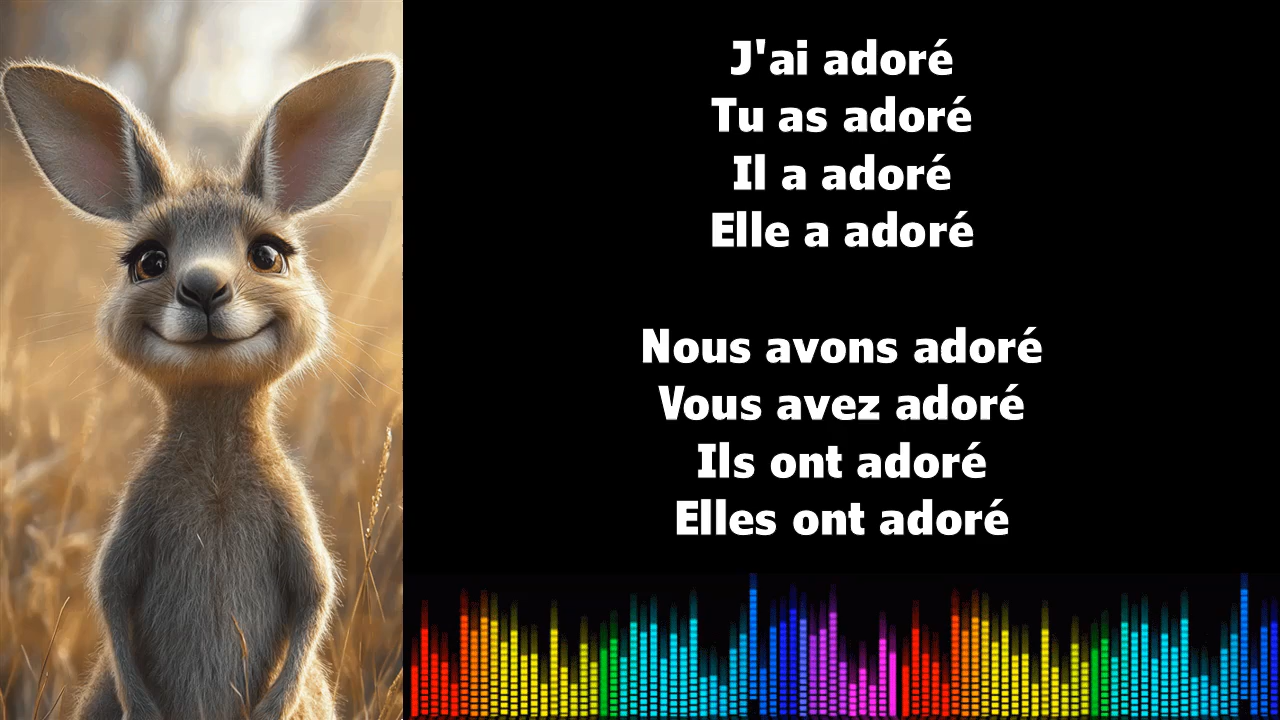 J'ai adoré
Tu as adoré
Il a adoré
Elle a adoré
Nous avons adoré
Vous avez adoré
Ils ont adoré
Elles ont adoré